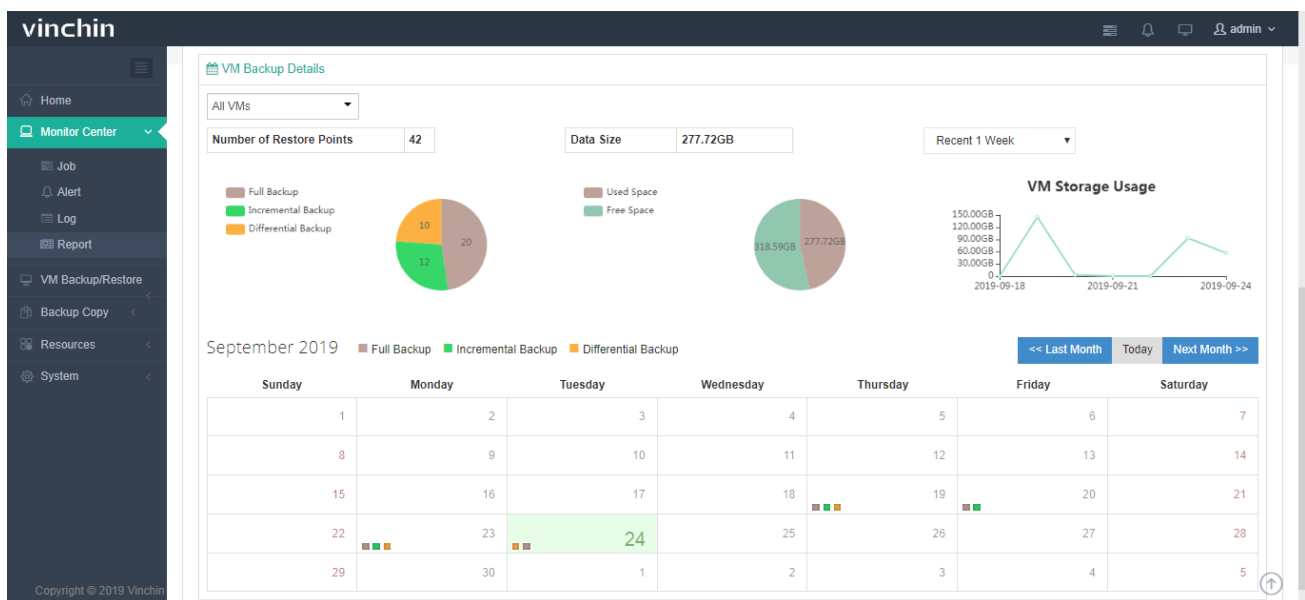 vinchin
admin
VM Backup Details
Home
All VMs
Monitor Center
Number of Restore Points 42 Data Size 277.72GB Recent 1 Week
Job
Alert
Log
Report
VM Backup/Restore
Backup Copy
Resources
System
Full Backup
Incremental Backup
Differential Backup
10
20
12
Used Space
Free Space
318.59GB 277.72GB
VM Storage Usage
150.00GB
120.00GB
90.00GB
60.00GB
30.00GB
0
2019-09-18 2019-09-21 2019-09-24
September 2019 Full Backup Incremental Backup Differential Backup << Last Month Today Next Month >>
Sunday Monday Tuesday Wednesday Thursday Friday Saturday
1 2 3 4 5 6 7
8 9 10 11 12 13 14
15 16 17 18 19 20 21
22 23 24 25 26 27 28
29 30 1 2 3 4 5
Copyright © 2019 Vinchin